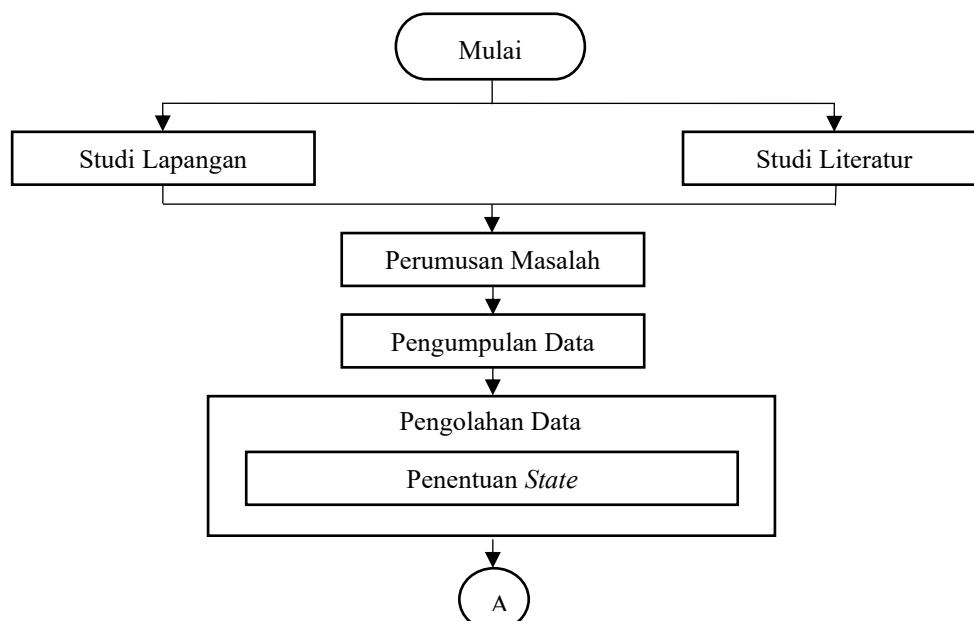 Mulai
Studi Lapangan
Studi Literatur
Perumusan Masalah
Pengumpulan Data
Pengolahan Data
Penentuan State
A